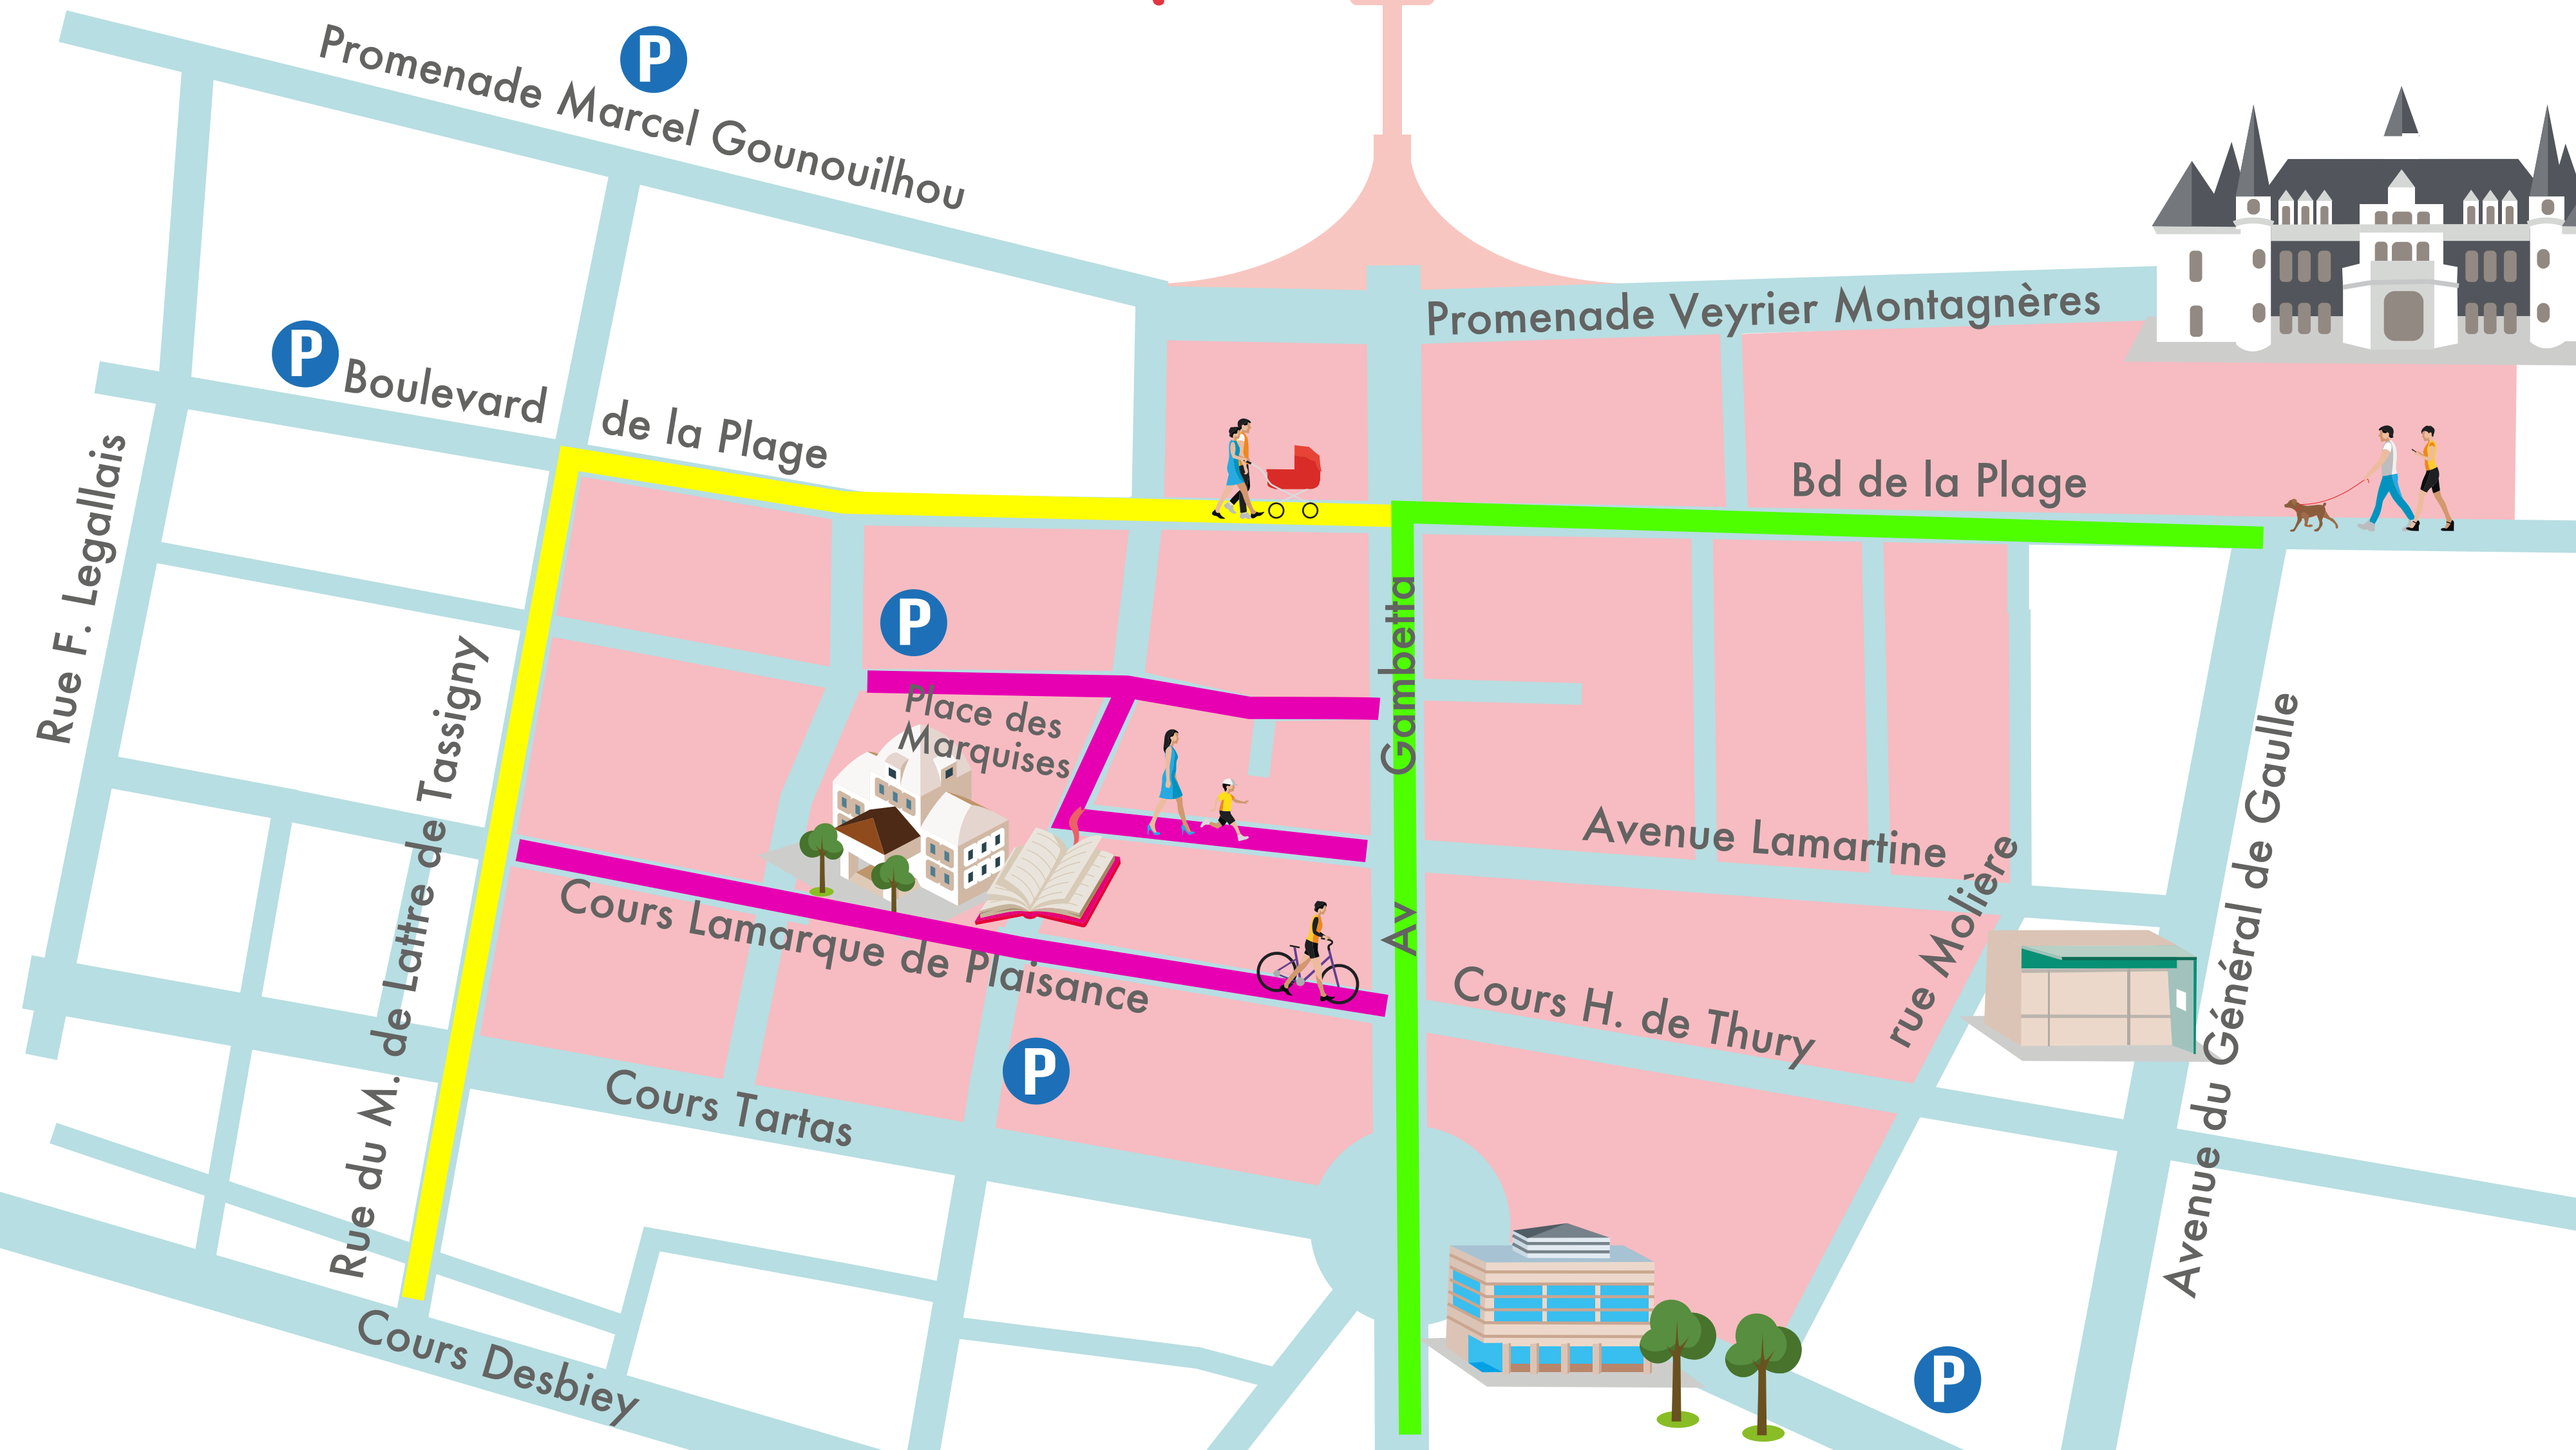 Promenade Marcel Gounouilhou
P
P
Boulevard de la Plage
Promenade Veyrier Montagnères
Bd de la Plage
Rue F. Legallais
P
Place des
Marquises
Av Gambetta
Rue du M. de Lattre de Tassigny
Avenue Lamartine
rue Molière
Avenue du Général de Gaulle
Cours Lamarque de Plaisance
Cours H. de Thury
P
Cours Tartas
Cours Desbiey
P